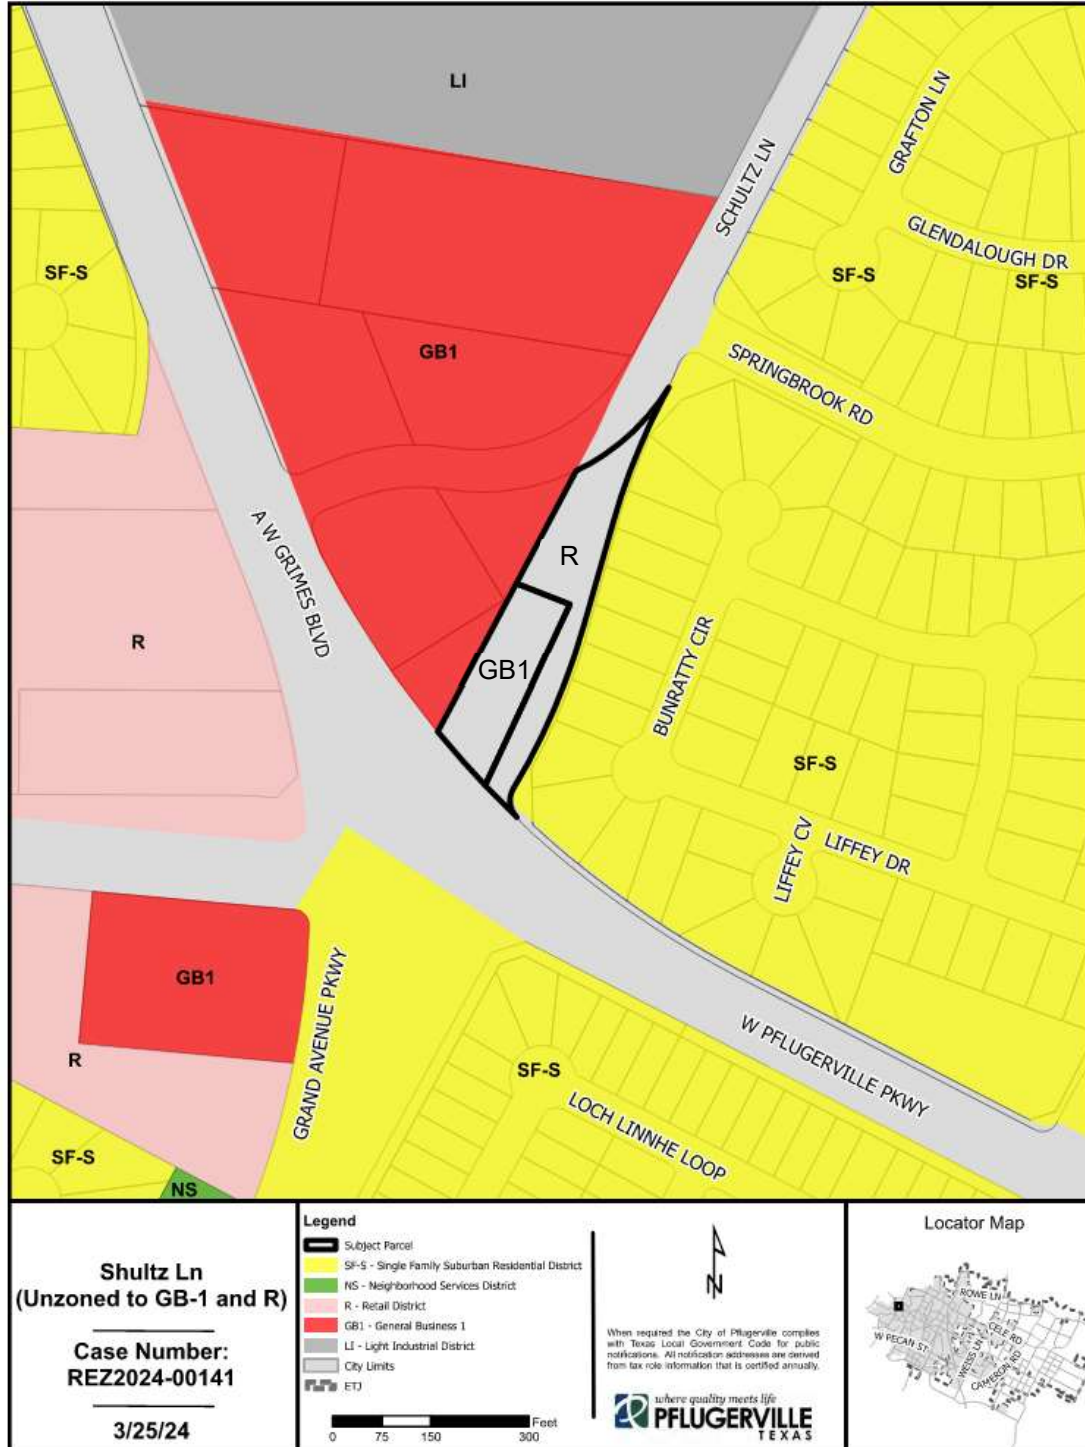 LI
SCHULTZ LN
GRAFTON LN
GLENDALOUGH DR
SF-S
SF-S
SF-S
GB1
SPRINGBROOK RD
A W GRIMES BLVD
R
R
GB1
BUNRATTY CIR
SF-S
LIFFEY CV
LIFFEY DR
GB1
R
GRAND AVENUE PKWY
W PFLUGERVILLE PKWY
SF-S
LOCH LINNHE LOOP
SF-S
NS
Shultz Ln
(Unzoned to GB-1 and R)
Case Number:
REZ2024-00141
3/25/24
Legend
Subject Parcel
SF-S - Single Family Suburban Residential District
NS - Neighborhood Services District
R - Retail District
GB1 - General Business 1
LI - Light Industrial District
City Limits
ETJ
Feet
0 75 150 300
N
When required the City of Pflugerville complies
with Texas Local Government Code for public
notifications. All notification addresses are derived
from tax role information that is certified annually.
where quality meets life
PFLUGERVILLE
TEXAS
Locator Map
ROWE LN
CELE RD
W PECAN ST
WEISS LN
CAMERON RD